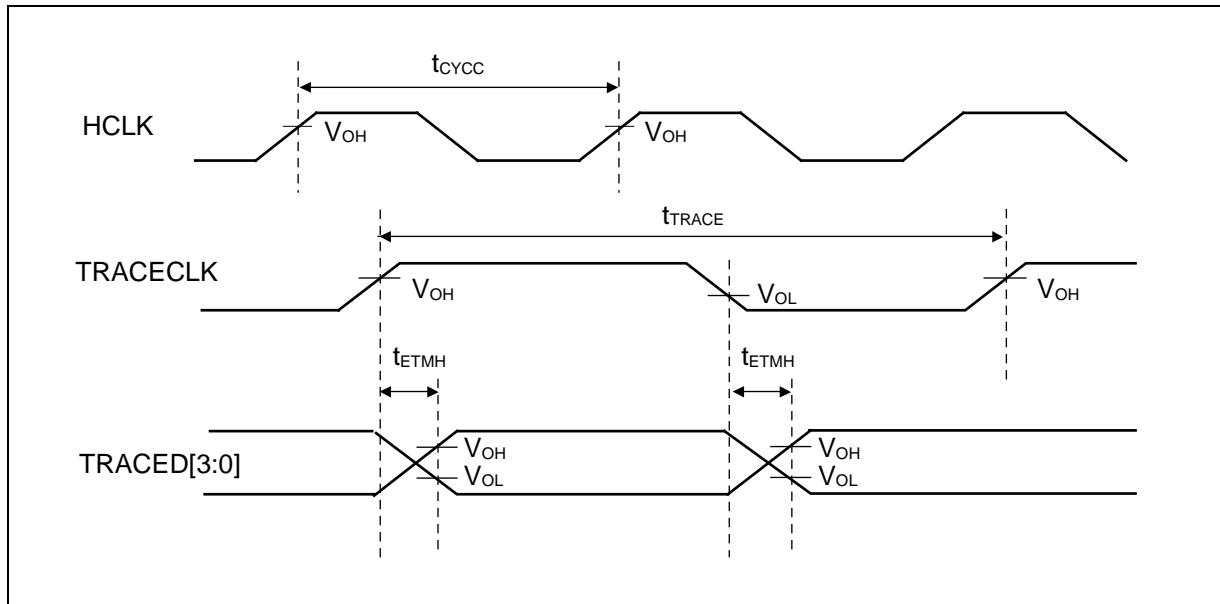 tCYCC
HCLK
VOH VOH
tTRACE
TRACECLK
VOH VOL VOH
tETMH tETMH
TRACED[3:0]
VOH VOH
VOL VOL